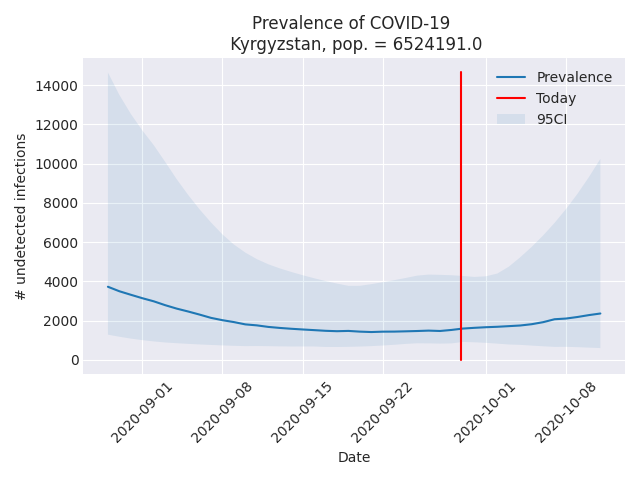 Prevalence of COVID-19
Kyrgyzstan, pop. = 6524191.0
14000
12000
10000
8000
6000
4000
2000
0
# undetected infections
Prevalence
Today
95CI
2020-09-01
2020-09-08
2020-09-15
2020-09-22
2020-10-01
2020-10-08
Date